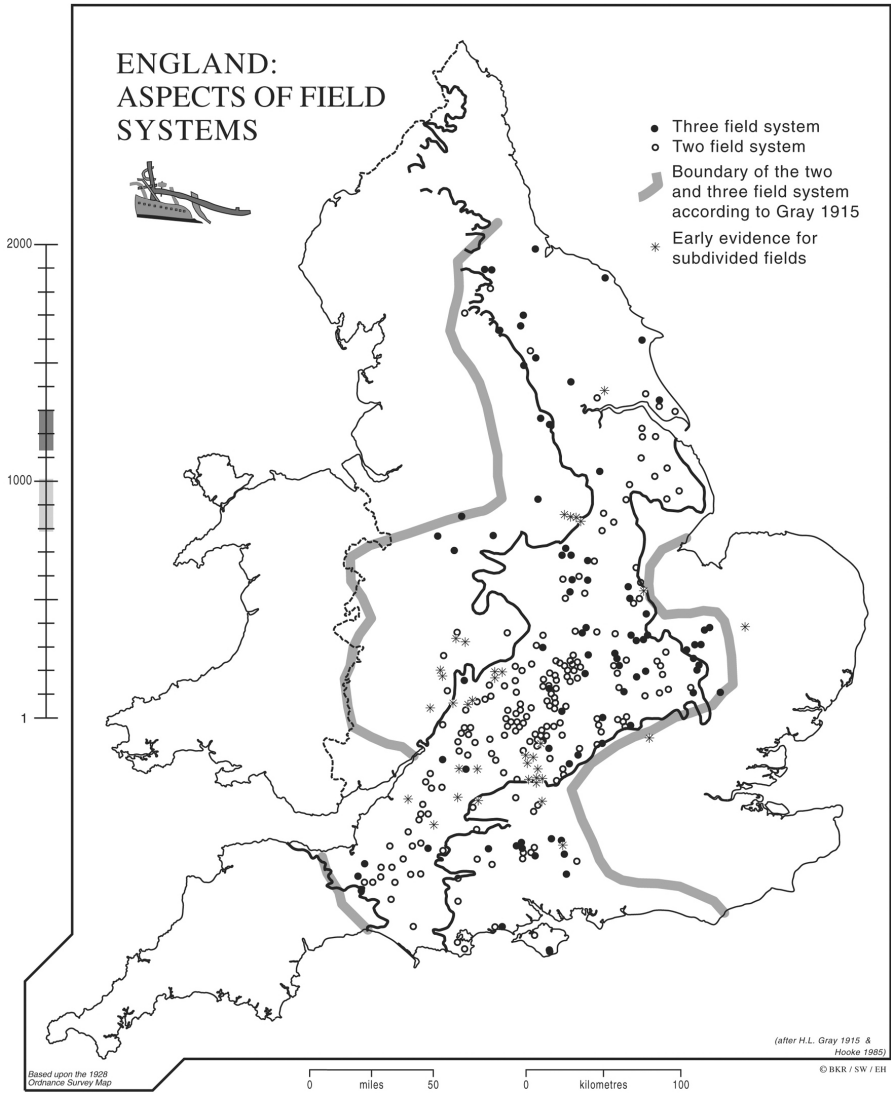 ENGLAND:
ASPECTS OF FIELD
SYSTEMS
Three field system
Two field system
Boundary of the two
and three field system
according to Gray 1915
Early evidence for
subdivided fields
2000
1000
1
(after H.L. Gray 1915 &
Hooke 1985)
Based upon the 1928
Ordnance Survey Map
0 miles 50
0 kilometres 100
© BKR / SW / EH